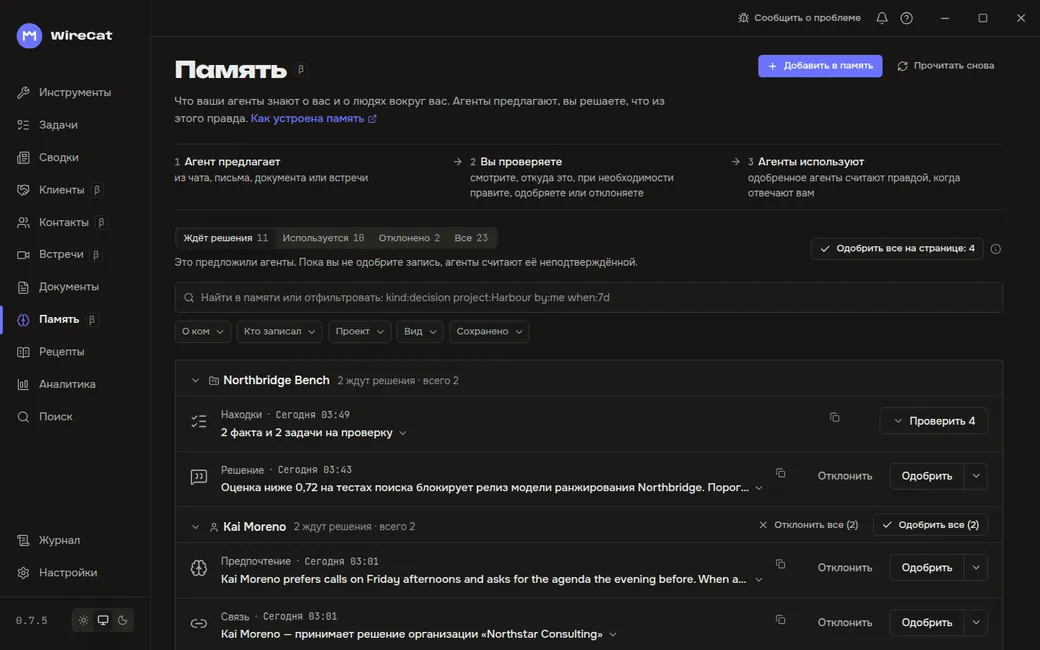 Сообщить о проблеме
WireCat
Инструменты
Задачи
Сводки
Клиенты β
Контакты β
Встречи β
Документы
Память β
Рецепты
Аналитика
Поиск
Журнал
Настройки
0.7.5
Память β
Добавить в память
Прочитать снова
Что ваши агенты знают о вас и о людях вокруг вас. Агенты предлагают, вы решаете, что из
этого правда. Как устроена память
1 Агент предлагает
из чата, письма, документа или встречи
2 Вы проверяете
смотрите, откуда это, при необходимости
правите, одобряете или отклоняете
3 Агенты используют
одобренное агенты считают правдой, когда
отвечают вам
Ждёт решения 11 Используется 10 Отклонено 2 Все 23
Одобрить все на странице: 4
Это предложили агенты. Пока вы не одобрите запись, агенты считают её неподтверждённой.
Найти в памяти или отфильтровать: kind:decision project:Harbour by:me when:7d
О ком Кто записал Проект Вид Сохранено
Northbridge Bench 2 ждут решения · всего 2
Находки · Сегодня 03:49
2 факта и 2 задачи на проверку
Проверить 4
Решение · Сегодня 03:43
Оценка ниже 0,72 на тестах поиска блокирует релиз модели ранжирования Northbridge. Порог...
Отклонить Одобрить
Kai Moreno 2 ждут решения · всего 2
Отклонить все (2) Одобрить все (2)
Предпочтение · Сегодня 03:01
Kai Moreno prefers calls on Friday afternoons and asks for the agenda the evening before. When a...
Отклонить Одобрить
Связь · Сегодня 03:01
Kai Moreno — принимает решение организации «Northstar Consulting»
Отклонить Одобрить